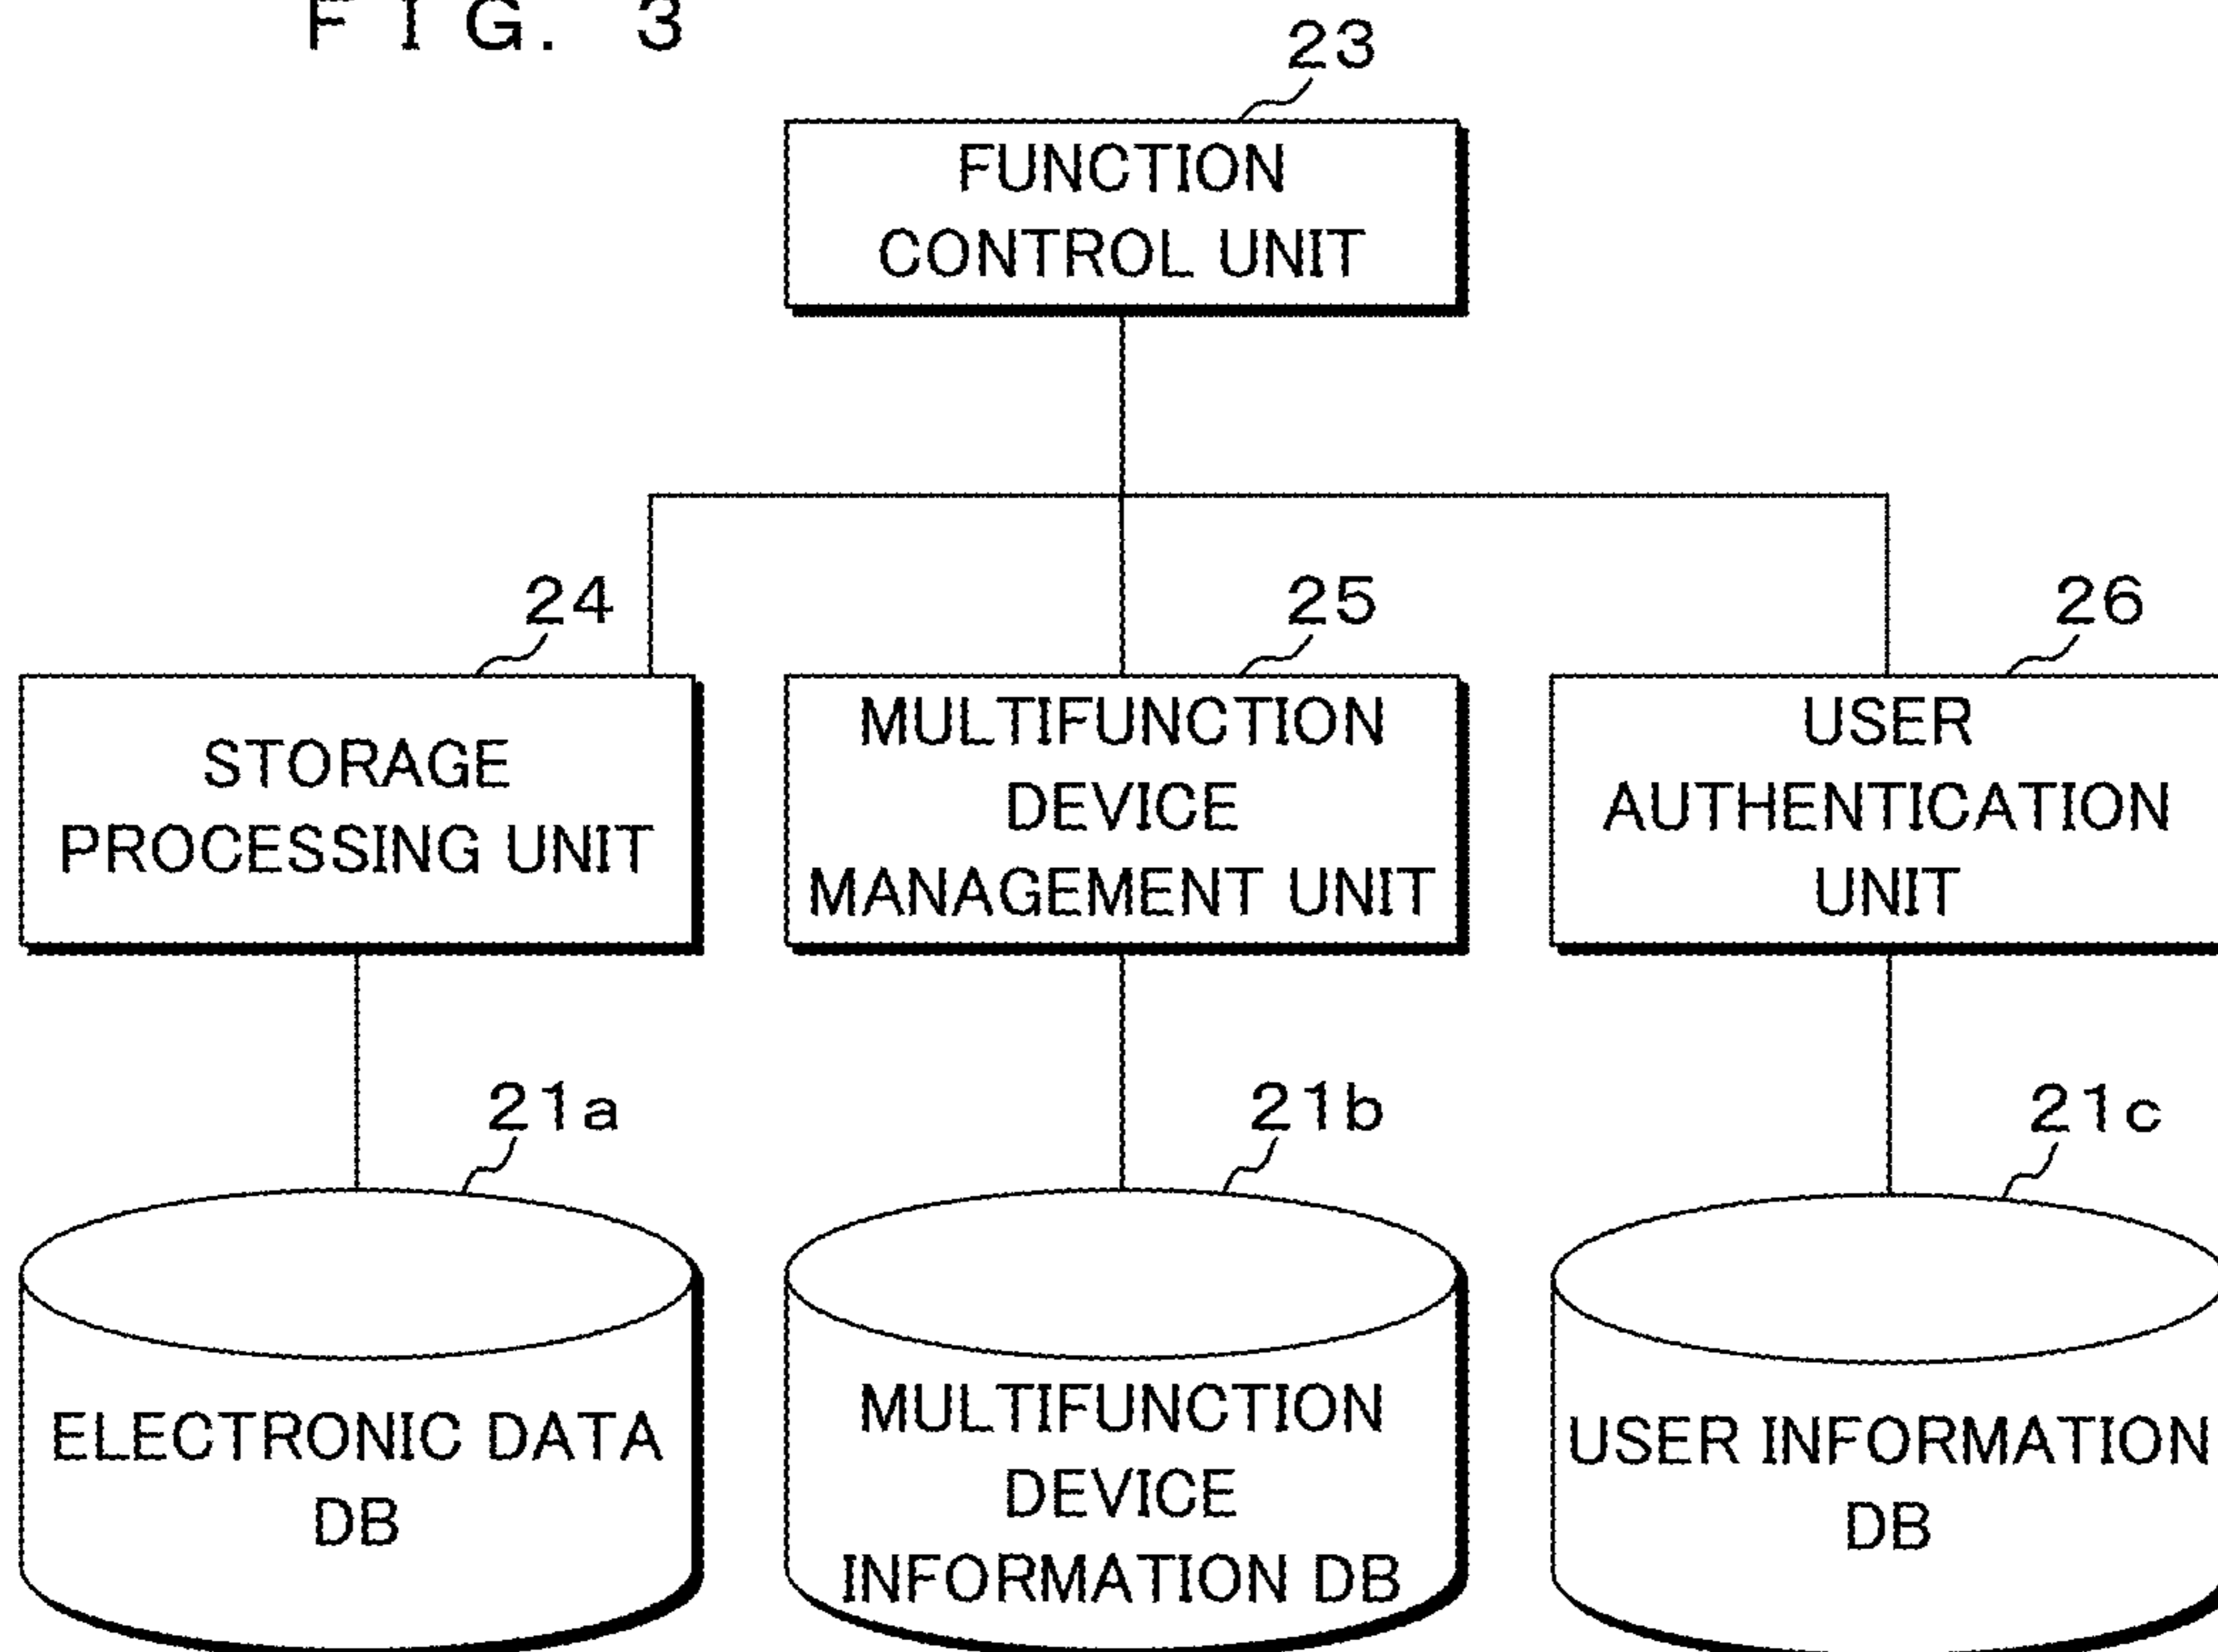 FIG. 3
23
FUNCTION
CONTROL UNIT
24
STORAGE
PROCESSING UNIT
25
MULTIFUNCTION
DEVICE
MANAGEMENT UNIT
26
USER
AUTHENTICATION
UNIT
21a
ELECTRONIC DATA
DB
21b
MULTIFUNCTION
DEVICE
INFORMATION DB
21c
USER INFORMATION
DB